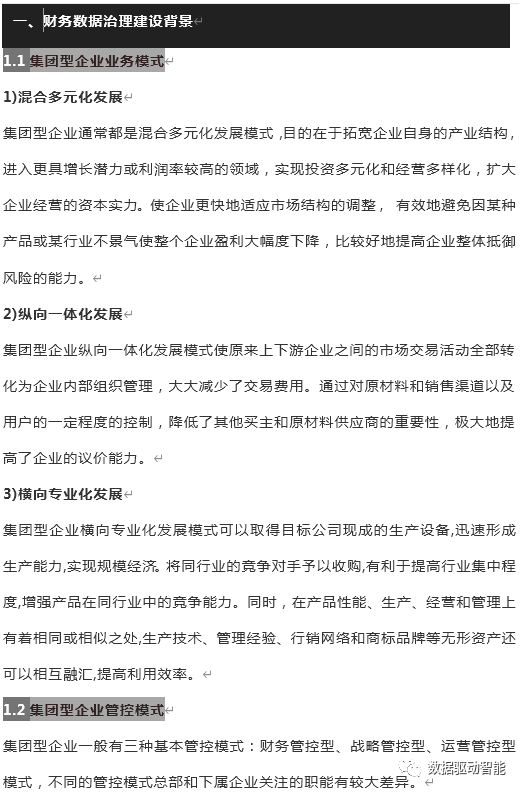 一、财务数据治理建设背景
1.1 集团型企业业务模式
1)混合多元化发展
集团型企业通常都是混合多元化发展模式,目的在于拓宽企业自身的产业结构,
进入更具增长潜力或利润率较高的领域，实现投资多元化和经营多样化，扩大
企业经营的资本实力。使企业更快地适应市场结构的调整， 有效地避免因某种
产品或某行业不景气使整个企业盈利大幅度下降，比较好地提高企业整体抵御
风险的能力。
2)纵向一体化发展
集团型企业纵向一体化发展模式使原来上下游企业之间的市场交易活动全部转
化为企业内部组织管理，大大减少了交易费用。通过对原材料和销售渠道以及
用户的一定程度的控制，降低了其他买主和原材料供应商的重要性，极大地提
高了企业的议价能力。
3)横向专业化发展
集团型企业横向专业化发展模式可以取得目标公司现成的生产设备,迅速形成
生产能力,实现规模经济。将同行业的竞争对手予以收购,有利于提高行业集中程
度,增强产品在同行业中的竞争能力。同时，在产品性能、生产、经营和管理上
有着相同或相似之处,生产技术、管理经验、行销网络和商标品牌等无形资产还
可以相互融汇,提高利用效率。
1.2 集团型企业管控模式
集团型企业一般有三种基本管控模式：财务管控型、战略管控型、运营管控型
模式，不同的管控模式总部和下属企业关注的职能有较大差异。
数据驱动智能